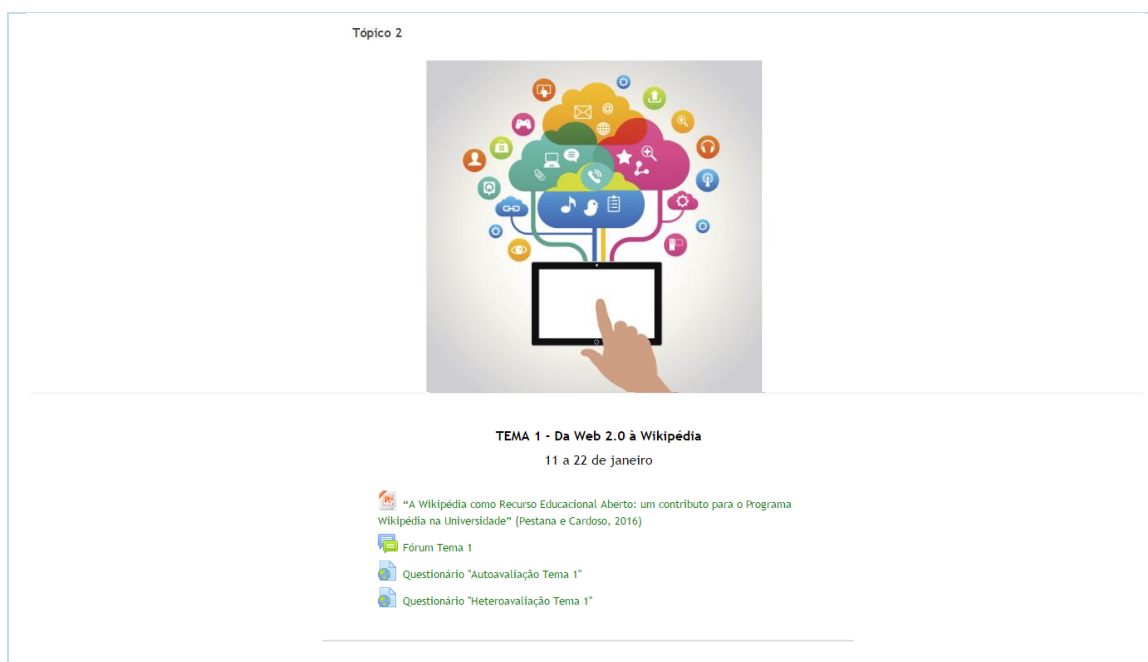 Tópico 2
@
TEMA 1 - Da Web 2.0 à Wikipédia
11 a 22 de janeiro
“A Wikipédia como Recurso Educacional Aberto: um contributo para o Programa
Wikipédia na Universidade” (Pestana e Cardoso, 2016)
Fórum Tema 1
Questionário "Autoavaliação Tema 1"
Questionário "Heteroavaliação Tema 1"